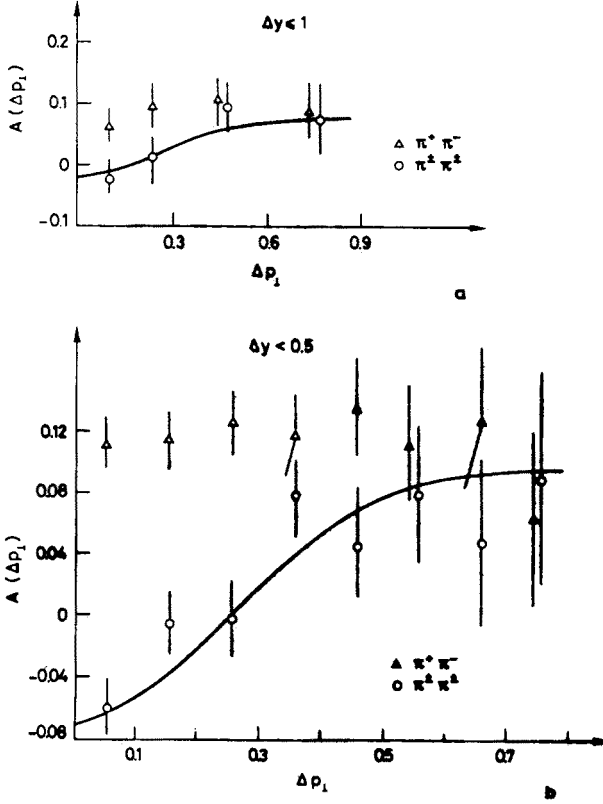 Δy ≤ 1
0.2
0.1
0
-0.1
A (Δp⊥)
△ π⁺ π⁻
○ π± π±
0.3 0.6 0.9
Δp⊥
a
Δy < 0.5
0.12
0.08
0.04
0
-0.04
-0.08
A (Δp⊥)
▲ π⁺ π⁻
○ π± π±
0.1 0.3 0.5 0.7
Δp⊥
b